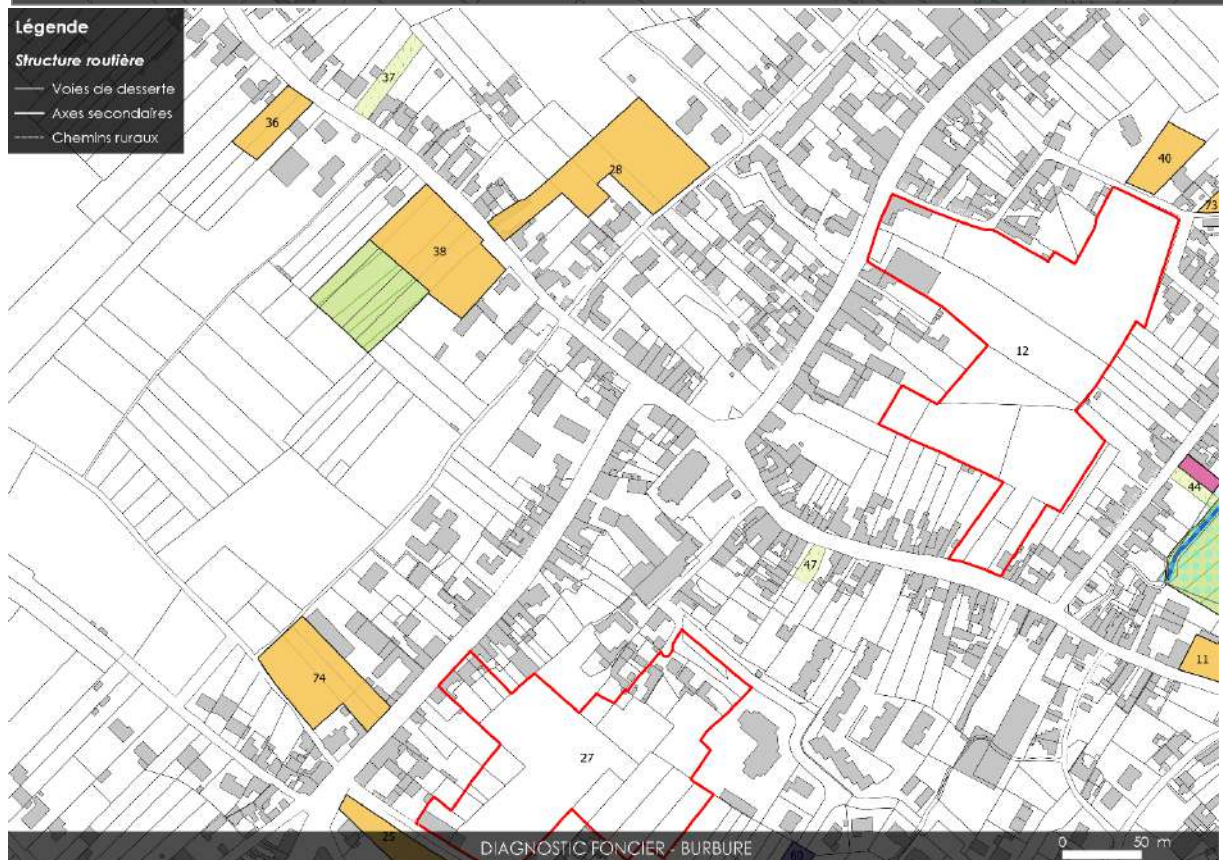 Légende
Structure routière
Voies de desserte
Axes secondaires
Chemins ruraux
37
36
28
40
73
38
12
44
47
11
74
27
25
60
DIAGNOSTIC FONCIER - BURBURE
0 50 m